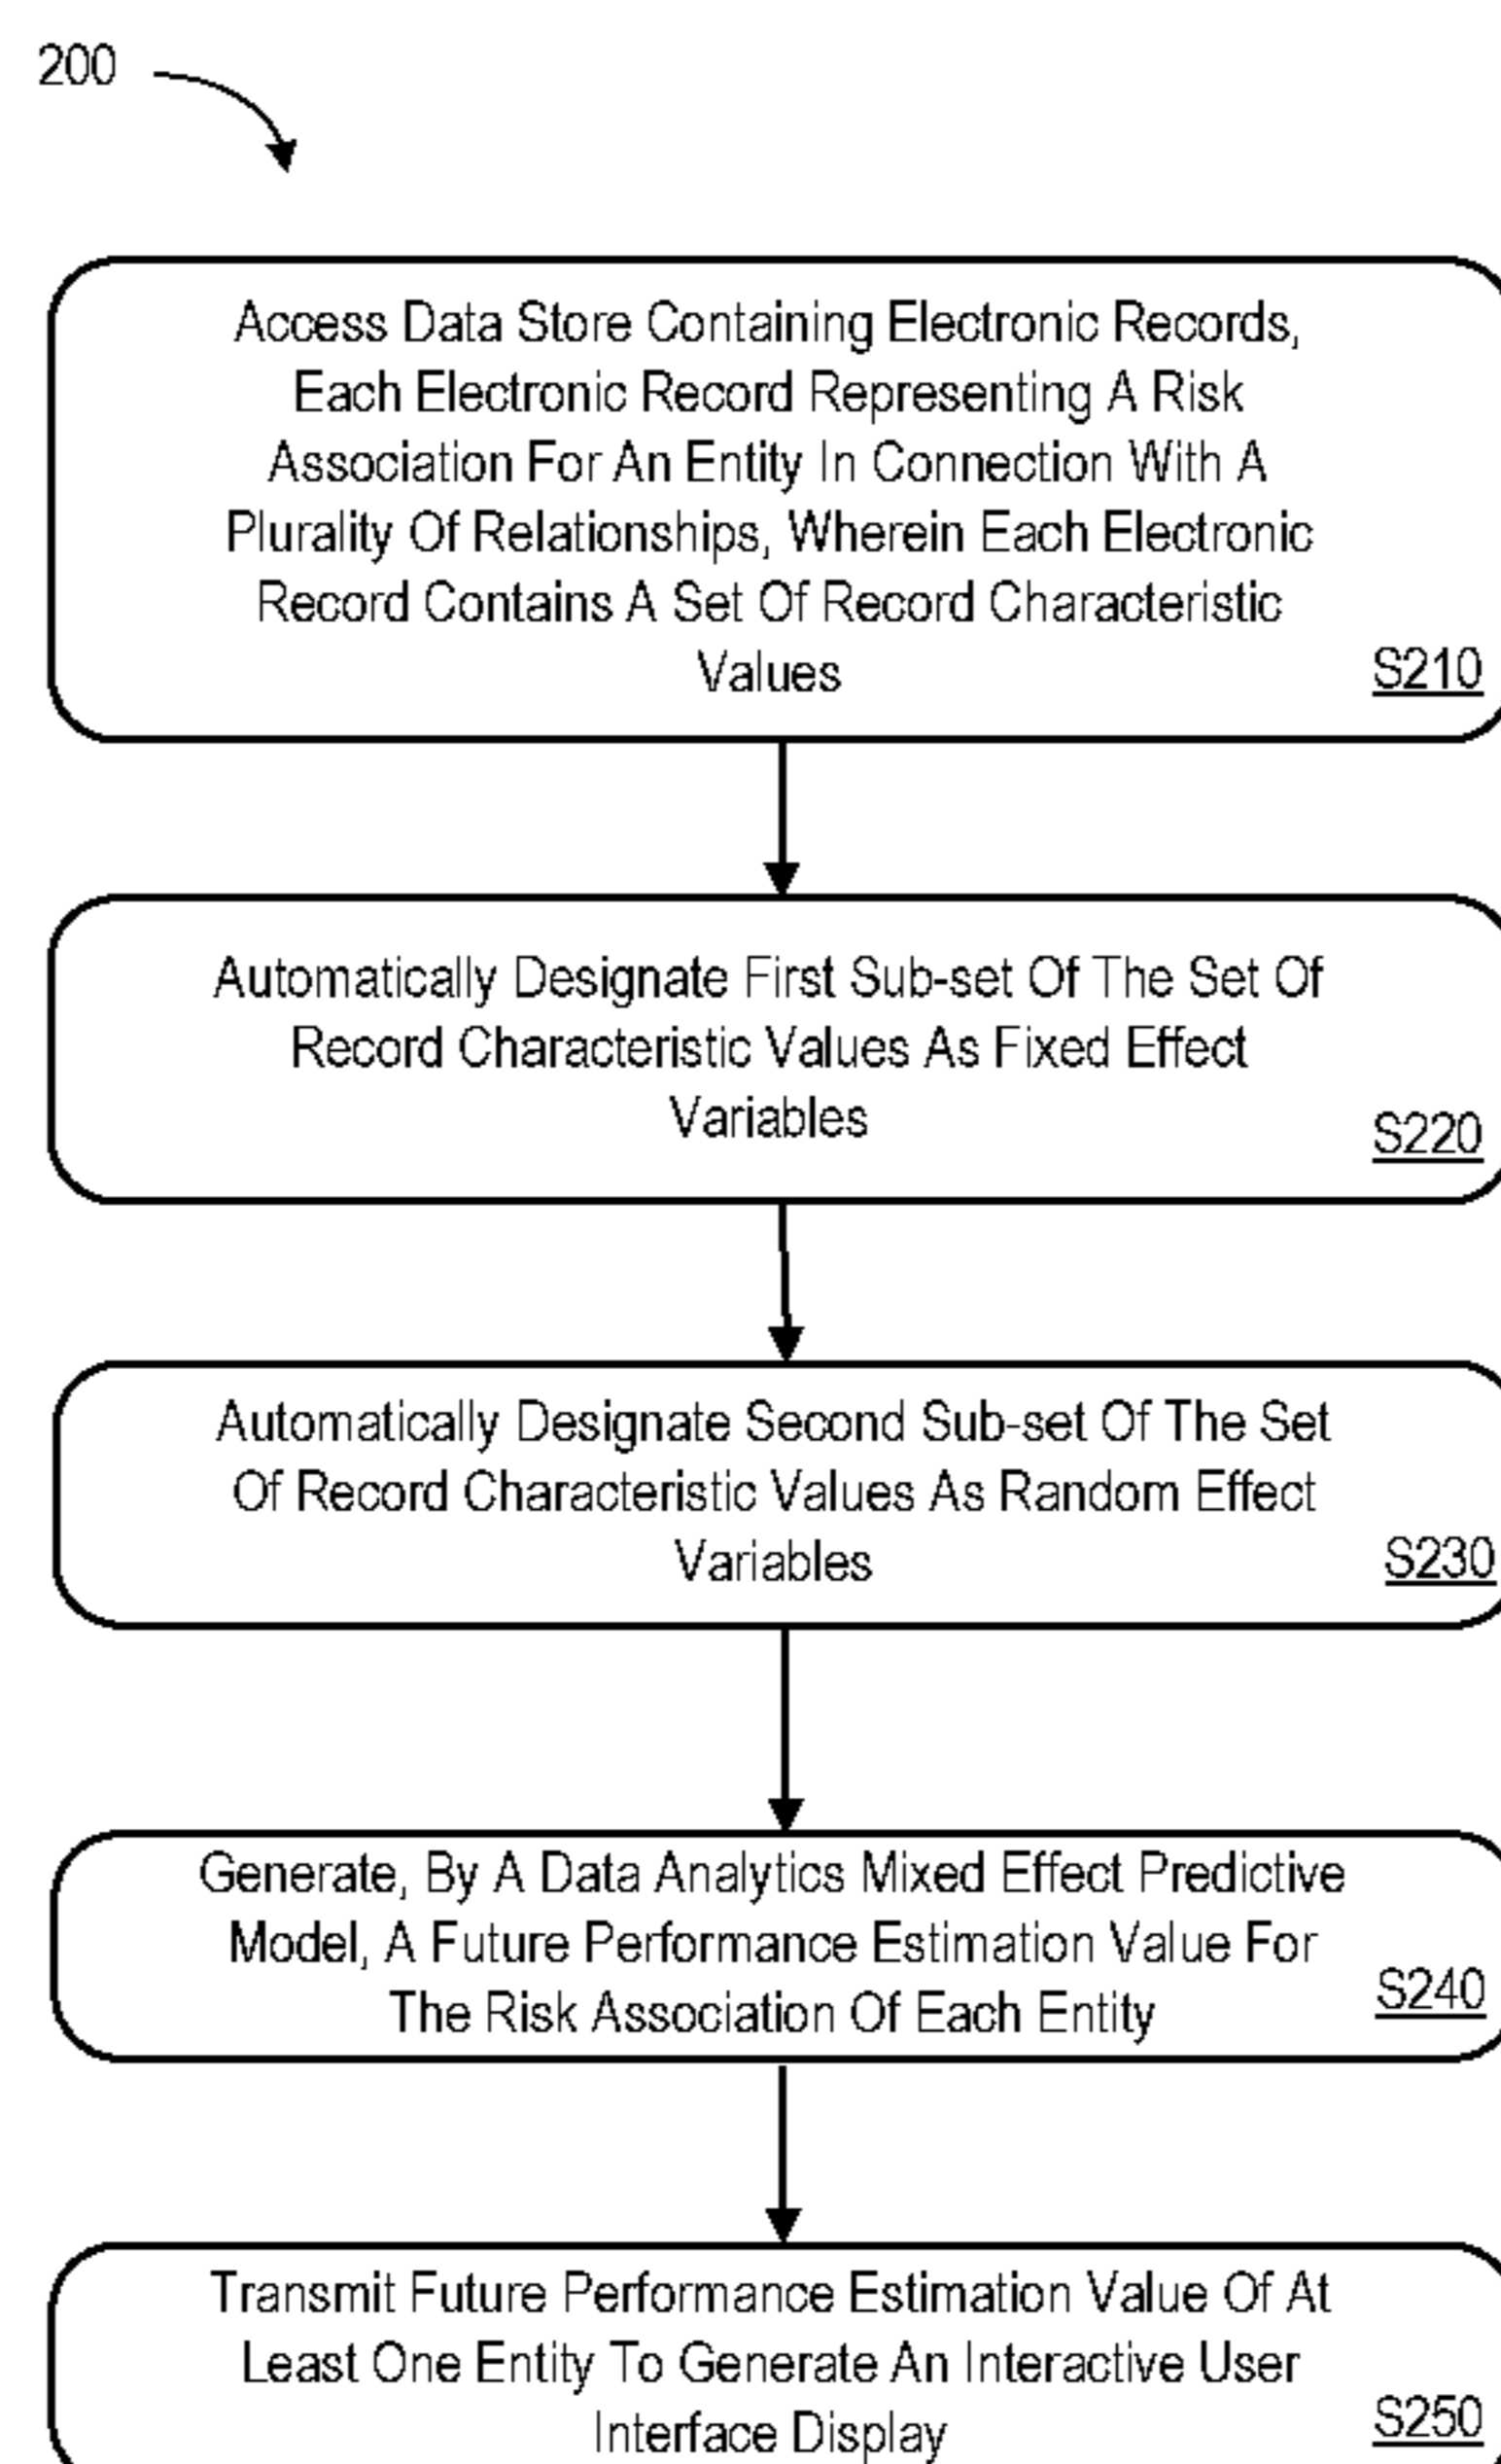 200
Access Data Store Containing Electronic Records,
Each Electronic Record Representing A Risk
Association For An Entity In Connection With A
Plurality Of Relationships, Wherein Each Electronic
Record Contains A Set Of Record Characteristic
Values
S210
Automatically Designate First Sub-set Of The Set Of
Record Characteristic Values As Fixed Effect
Variables
S220
Automatically Designate Second Sub-set Of The Set
Of Record Characteristic Values As Random Effect
Variables
S230
Generate, By A Data Analytics Mixed Effect Predictive
Model, A Future Performance Estimation Value For
The Risk Association Of Each Entity
S240
Transmit Future Performance Estimation Value Of At
Least One Entity To Generate An Interactive User
Interface Display
S250